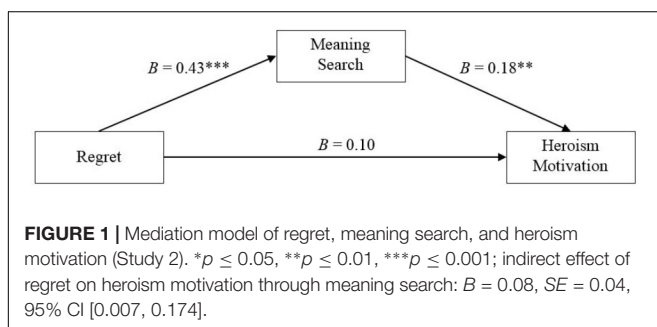 Meaning
Search
B = 0.43***
B = 0.18**
B = 0.10
Regret
Heroism
Motivation
FIGURE 1 | Mediation model of regret, meaning search, and heroism
motivation (Study 2). *p ≤ 0.05, **p ≤ 0.01, ***p ≤ 0.001; indirect effect of
regret on heroism motivation through meaning search: B = 0.08, SE = 0.04,
95% CI [0.007, 0.174].